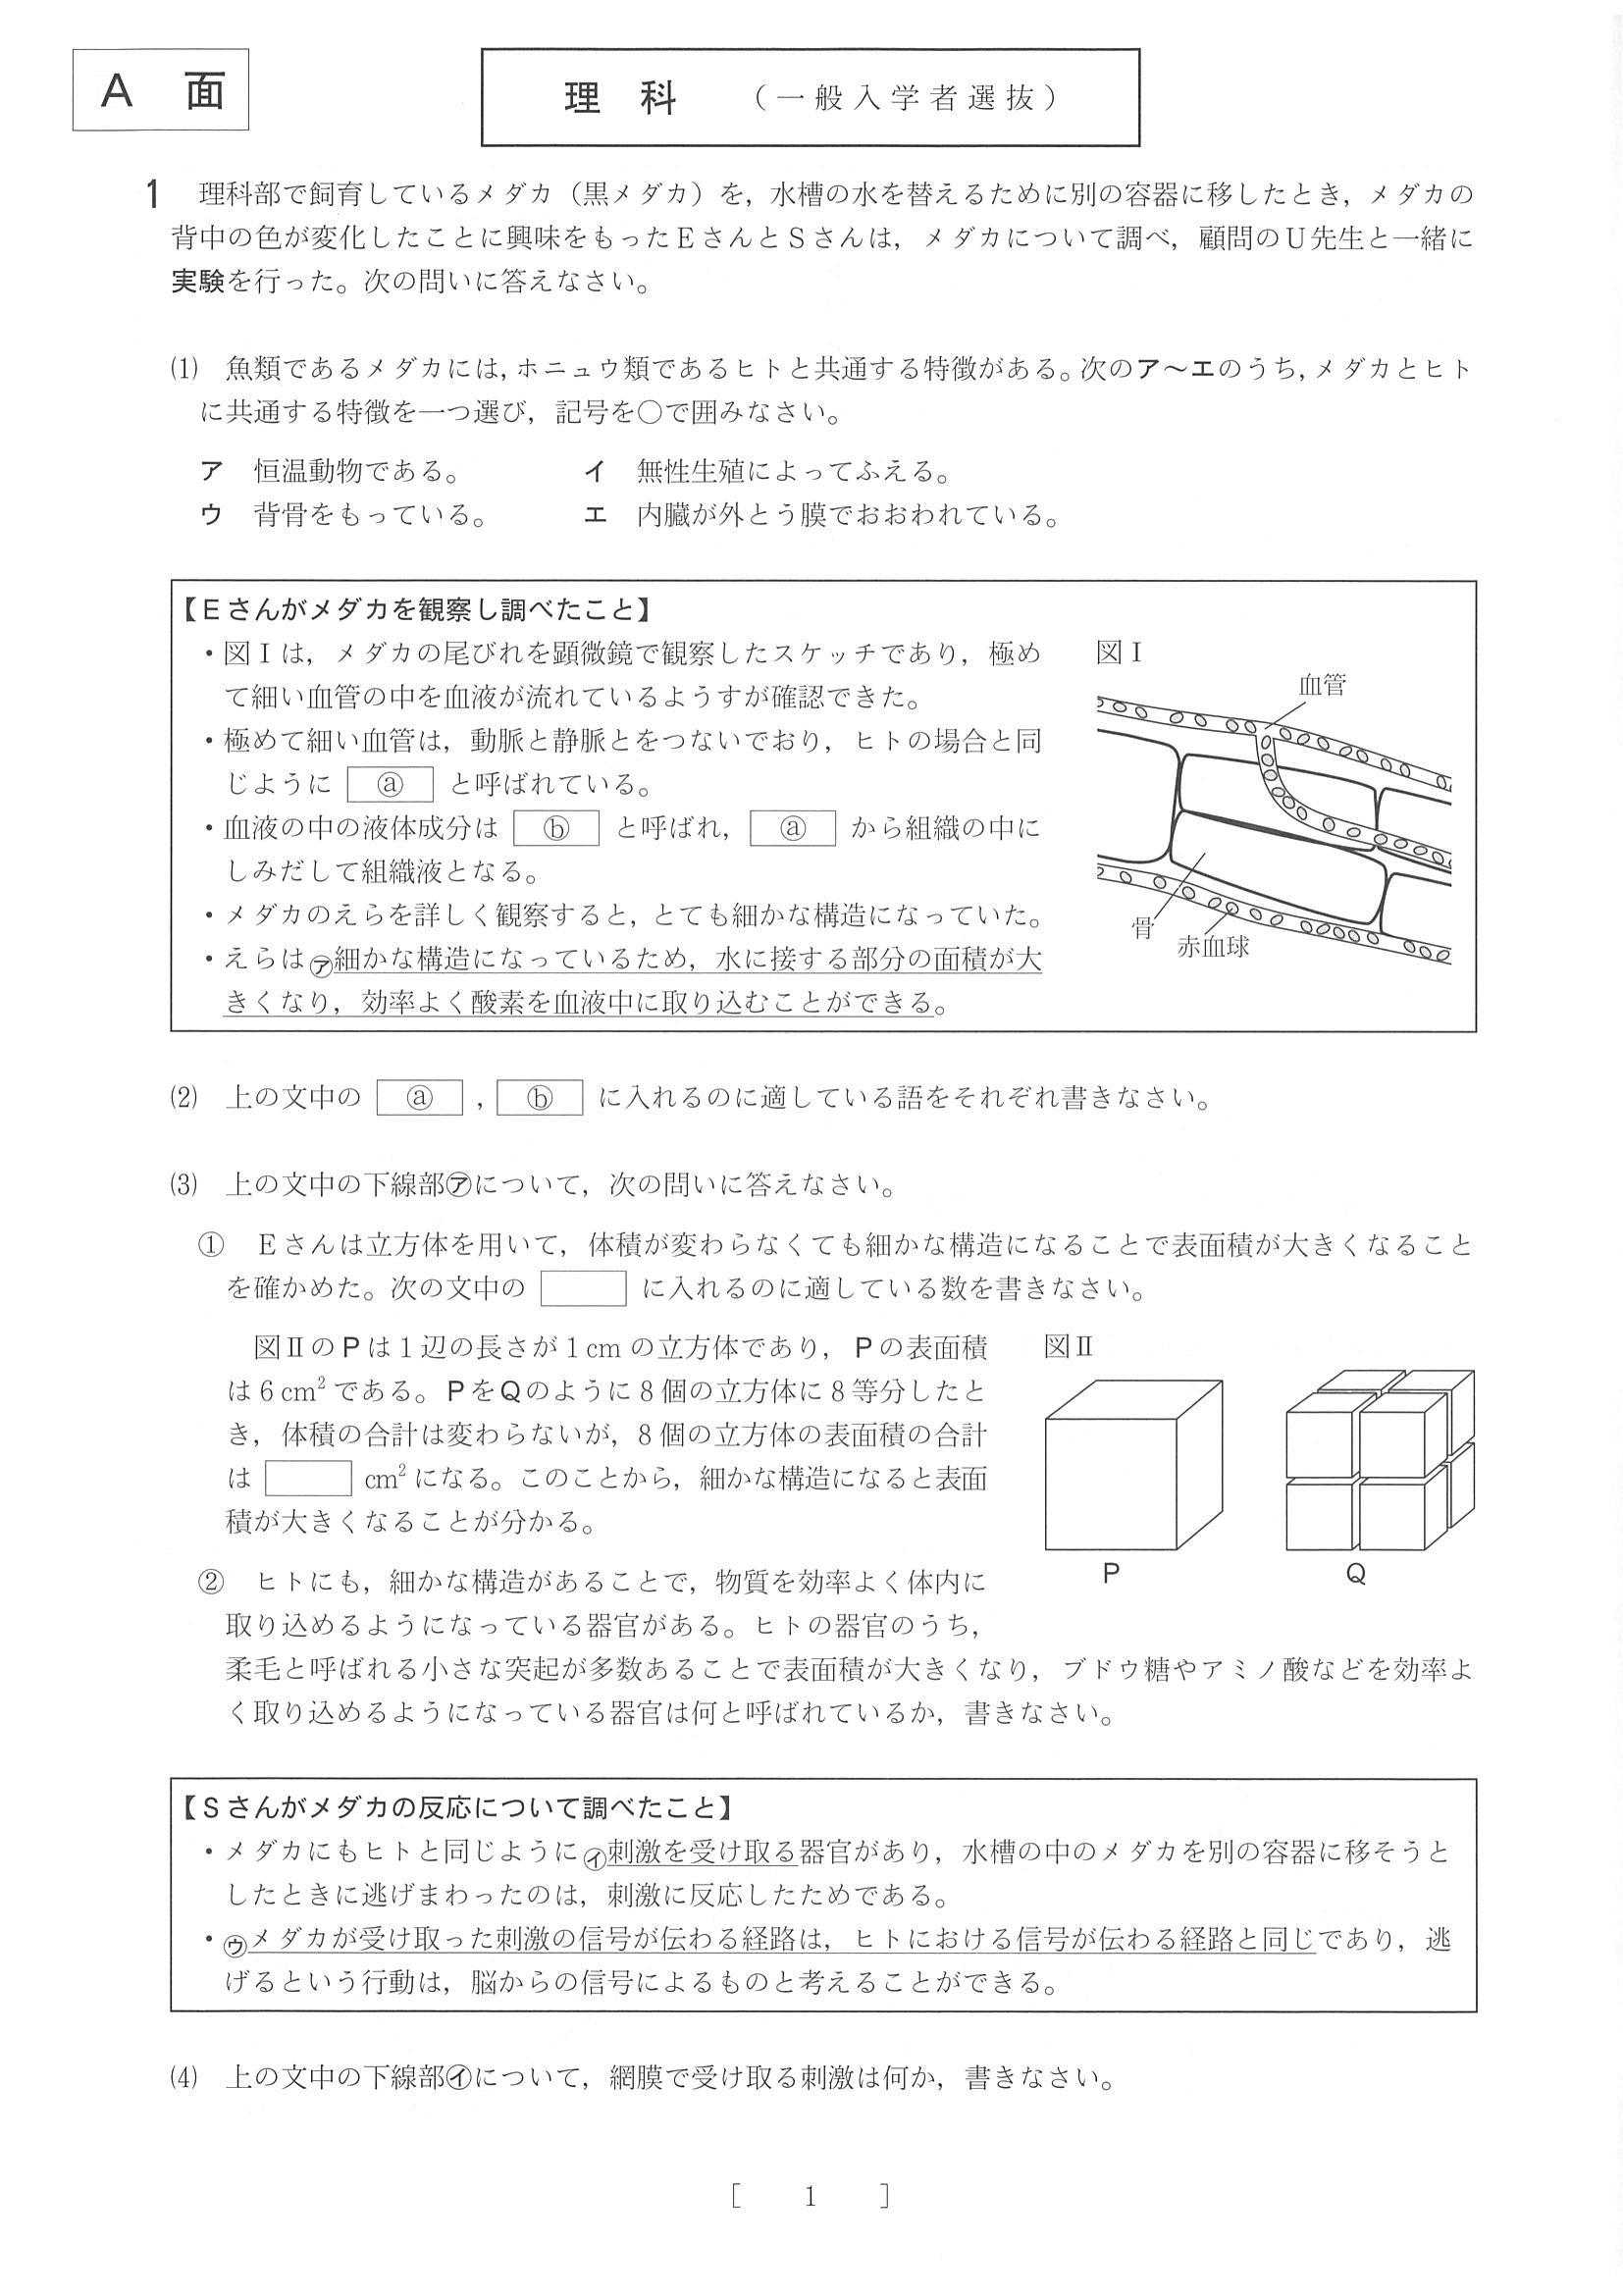 A 面
理 科 （一般入学者選抜）
1 理科部で飼育しているメダカ（黒メダカ）を，水槽の水を替えるために別の容器に移したとき，メダカの
背中の色が変化したことに興味をもったＥさんとＳさんは，メダカについて調べ，顧問のＵ先生と一緒に
実験を行った。次の問いに答えなさい。
⑴ 魚類であるメダカには，ホニュウ類であるヒトと共通する特徴がある。次のア～エのうち，メダカとヒト
に共通する特徴を一つ選び，記号を○で囲みなさい。
ア 恒温動物である。 イ 無性生殖によってふえる。
ウ 背骨をもっている。 エ 内臓が外とう膜でおおわれている。
【Ｅさんがメダカを観察し調べたこと】
・図Ⅰは，メダカの尾びれを顕微鏡で観察したスケッチであり，極め
て細い血管の中を血液が流れているようすが確認できた。
・極めて細い血管は，動脈と静脈とをつないでおり，ヒトの場合と同
じように ⓐ と呼ばれている。
・血液の中の液体成分は ⓑ と呼ばれ， ⓐ から組織の中に
しみだして組織液となる。
・メダカのえらを詳しく観察すると，とても細かな構造になっていた。
・えらは㋐細かな構造になっているため，水に接する部分の面積が大
きくなり，効率よく酸素を血液中に取り込むことができる。
図Ⅰ
血管
骨
赤血球
⑵ 上の文中の ⓐ ， ⓑ に入れるのに適している語をそれぞれ書きなさい。
⑶ 上の文中の下線部㋐について，次の問いに答えなさい。
① Ｅさんは立方体を用いて，体積が変わらなくても細かな構造になることで表面積が大きくなること
を確かめた。次の文中の に入れるのに適している数を書きなさい。
図ⅡのＰは１辺の長さが１cm の立方体であり，Ｐの表面積
は６cm² である。ＰをＱのように８個の立方体に８等分したと
き，体積の合計は変わらないが，８個の立方体の表面積の合計
は cm² になる。このことから，細かな構造になると表面
積が大きくなることが分かる。
図Ⅱ
P Q
② ヒトにも，細かな構造があることで，物質を効率よく体内に
取り込めるようになっている器官がある。ヒトの器官のうち，
柔毛と呼ばれる小さな突起が多数あることで表面積が大きくなり，ブドウ糖やアミノ酸などを効率よ
く取り込めるようになっている器官は何と呼ばれているか，書きなさい。
【Ｓさんがメダカの反応について調べたこと】
・メダカにもヒトと同じように㋑刺激を受け取る器官があり，水槽の中のメダカを別の容器に移そうと
したときに逃げまわったのは，刺激に反応したためである。
・㋒メダカが受け取った刺激の信号が伝わる経路は，ヒトにおける信号が伝わる経路と同じであり，逃
げるという行動は，脳からの信号によるものと考えることができる。
⑷ 上の文中の下線部㋑について，網膜で受け取る刺激は何か，書きなさい。
［ 1 ］